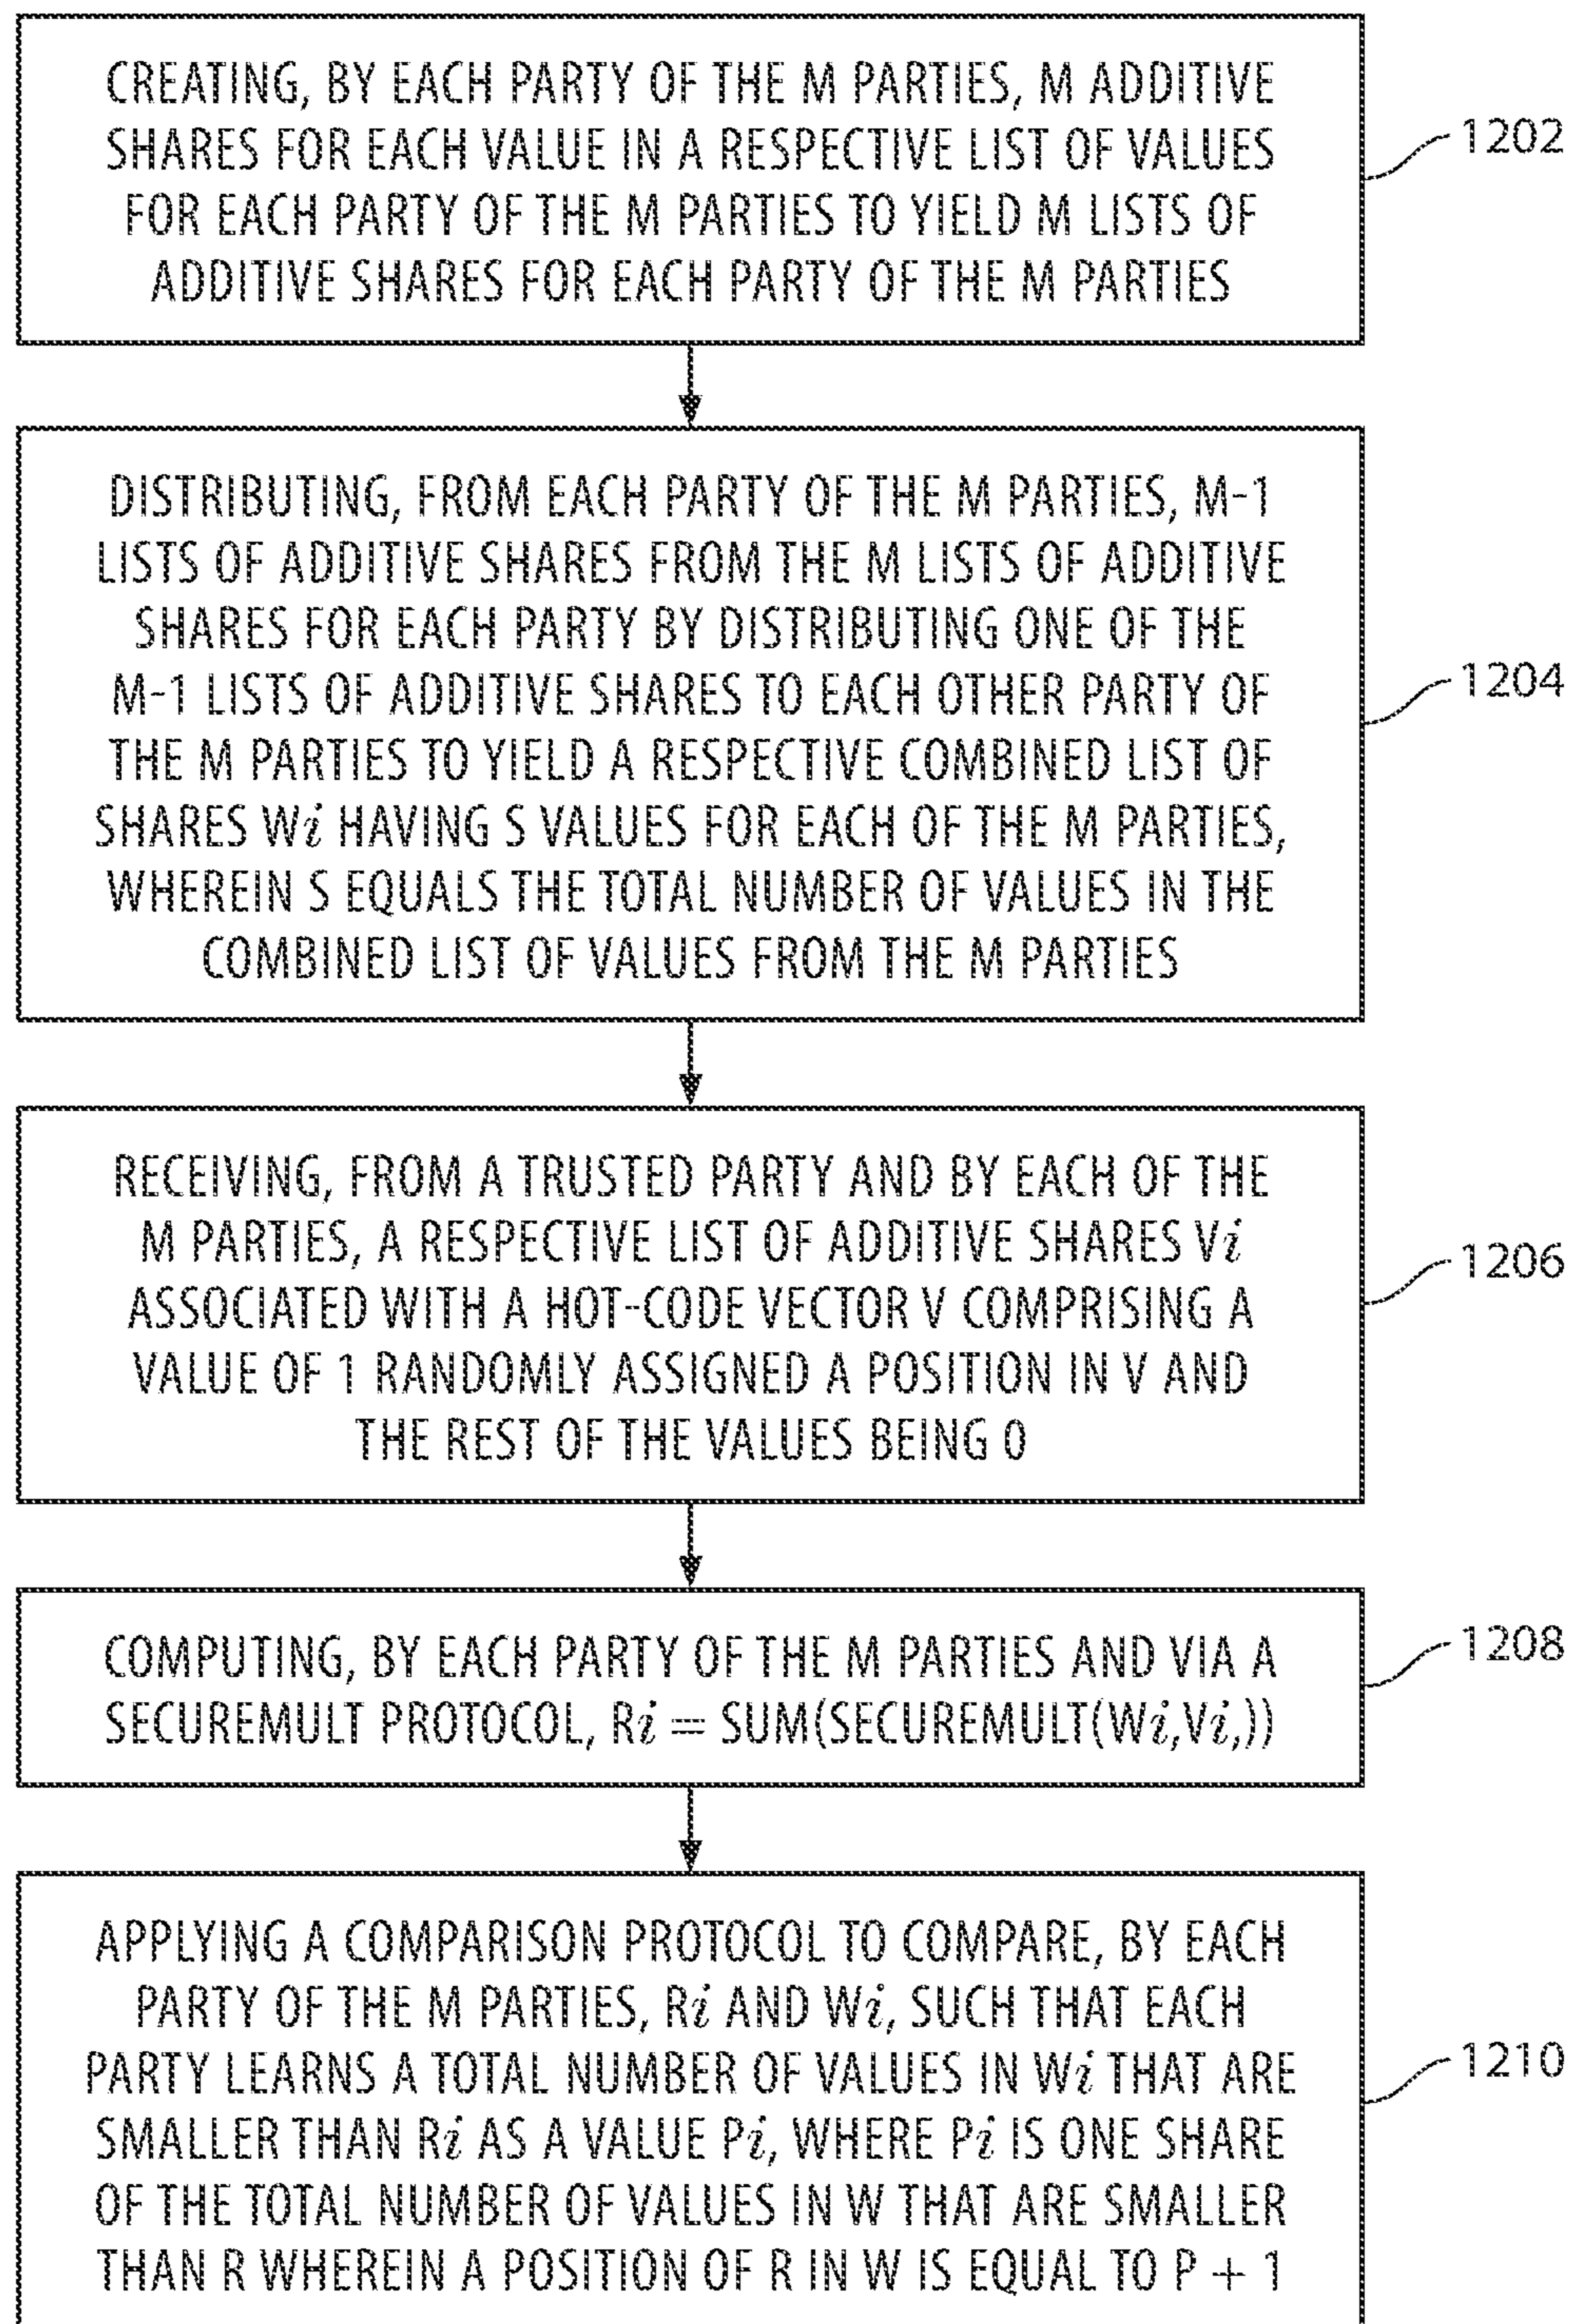 CREATING, BY EACH PARTY OF THE M PARTIES, M ADDITIVE
SHARES FOR EACH VALUE IN A RESPECTIVE LIST OF VALUES
FOR EACH PARTY OF THE M PARTIES TO YIELD M LISTS OF
ADDITIVE SHARES FOR EACH PARTY OF THE M PARTIES
1202
DISTRIBUTING, FROM EACH PARTY OF THE M PARTIES, M-1
LISTS OF ADDITIVE SHARES FROM THE M LISTS OF ADDITIVE
SHARES FOR EACH PARTY BY DISTRIBUTING ONE OF THE
M-1 LISTS OF ADDITIVE SHARES TO EACH OTHER PARTY OF
THE M PARTIES TO YIELD A RESPECTIVE COMBINED LIST OF
SHARES Wi HAVING S VALUES FOR EACH OF THE M PARTIES,
WHEREIN S EQUALS THE TOTAL NUMBER OF VALUES IN THE
COMBINED LIST OF VALUES FROM THE M PARTIES
1204
RECEIVING, FROM A TRUSTED PARTY AND BY EACH OF THE
M PARTIES, A RESPECTIVE LIST OF ADDITIVE SHARES Vi
ASSOCIATED WITH A HOT-CODE VECTOR V COMPRISING A
VALUE OF 1 RANDOMLY ASSIGNED A POSITION IN V AND
THE REST OF THE VALUES BEING 0
1206
COMPUTING, BY EACH PARTY OF THE M PARTIES AND VIA A
SECUREMULT PROTOCOL, Ri = SUM(SECUREMULT(Wi,Vi,))
1208
APPLYING A COMPARISON PROTOCOL TO COMPARE, BY EACH
PARTY OF THE M PARTIES, Ri AND Wi, SUCH THAT EACH
PARTY LEARNS A TOTAL NUMBER OF VALUES IN Wi THAT ARE
SMALLER THAN Ri AS A VALUE Pi, WHERE Pi IS ONE SHARE
OF THE TOTAL NUMBER OF VALUES IN W THAT ARE SMALLER
THAN R WHEREIN A POSITION OF R IN W IS EQUAL TO P + 1
1210